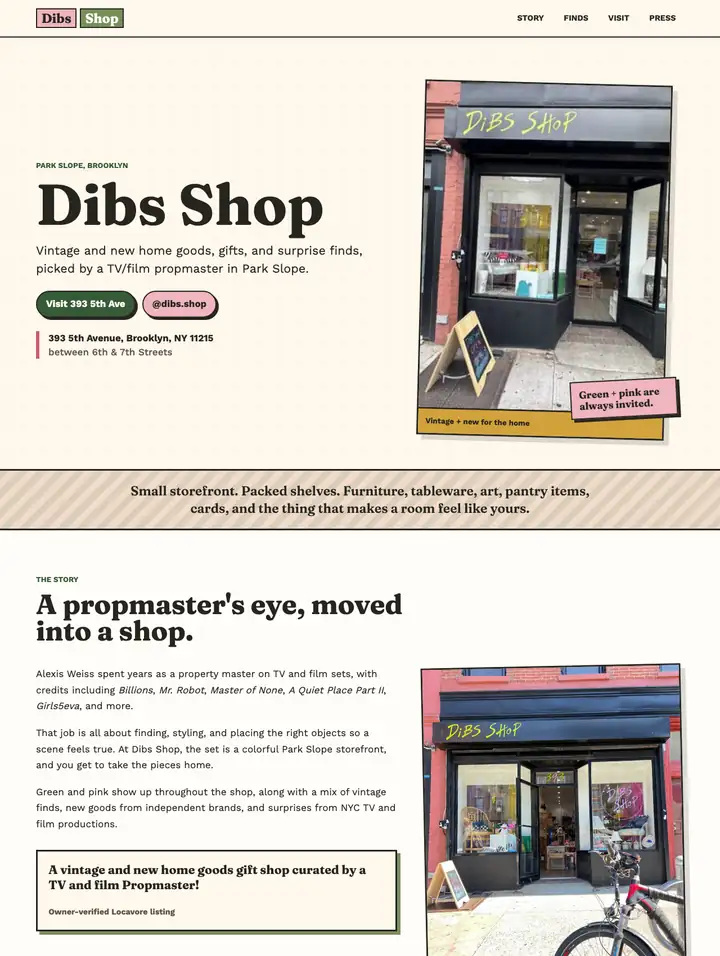 Dibs Shop
STORY FINDS VISIT PRESS
PARK SLOPE, BROOKLYN
Dibs Shop
Vintage and new home goods, gifts, and surprise finds,
picked by a TV/film propmaster in Park Slope.
Visit 393 5th Ave
@dibs.shop
393 5th Avenue, Brooklyn, NY 11215
between 6th & 7th Streets
DiBS SHoP
Green + pink are
always invited.
Vintage + new for the home
Small storefront. Packed shelves. Furniture, tableware, art, pantry items,
cards, and the thing that makes a room feel like yours.
THE STORY
A propmaster's eye, moved
into a shop.
Alexis Weiss spent years as a property master on TV and film sets, with
credits including Billions, Mr. Robot, Master of None, A Quiet Place Part II,
Girls5eva, and more.
That job is all about finding, styling, and placing the right objects so a
scene feels true. At Dibs Shop, the set is a colorful Park Slope storefront,
and you get to take the pieces home.
Green and pink show up throughout the shop, along with a mix of vintage
finds, new goods from independent brands, and surprises from NYC TV and
film productions.
A vintage and new home goods gift shop curated by a
TV and film Propmaster!
Owner-verified Locavore listing
DiBS SHoP
DiBS
SHoP